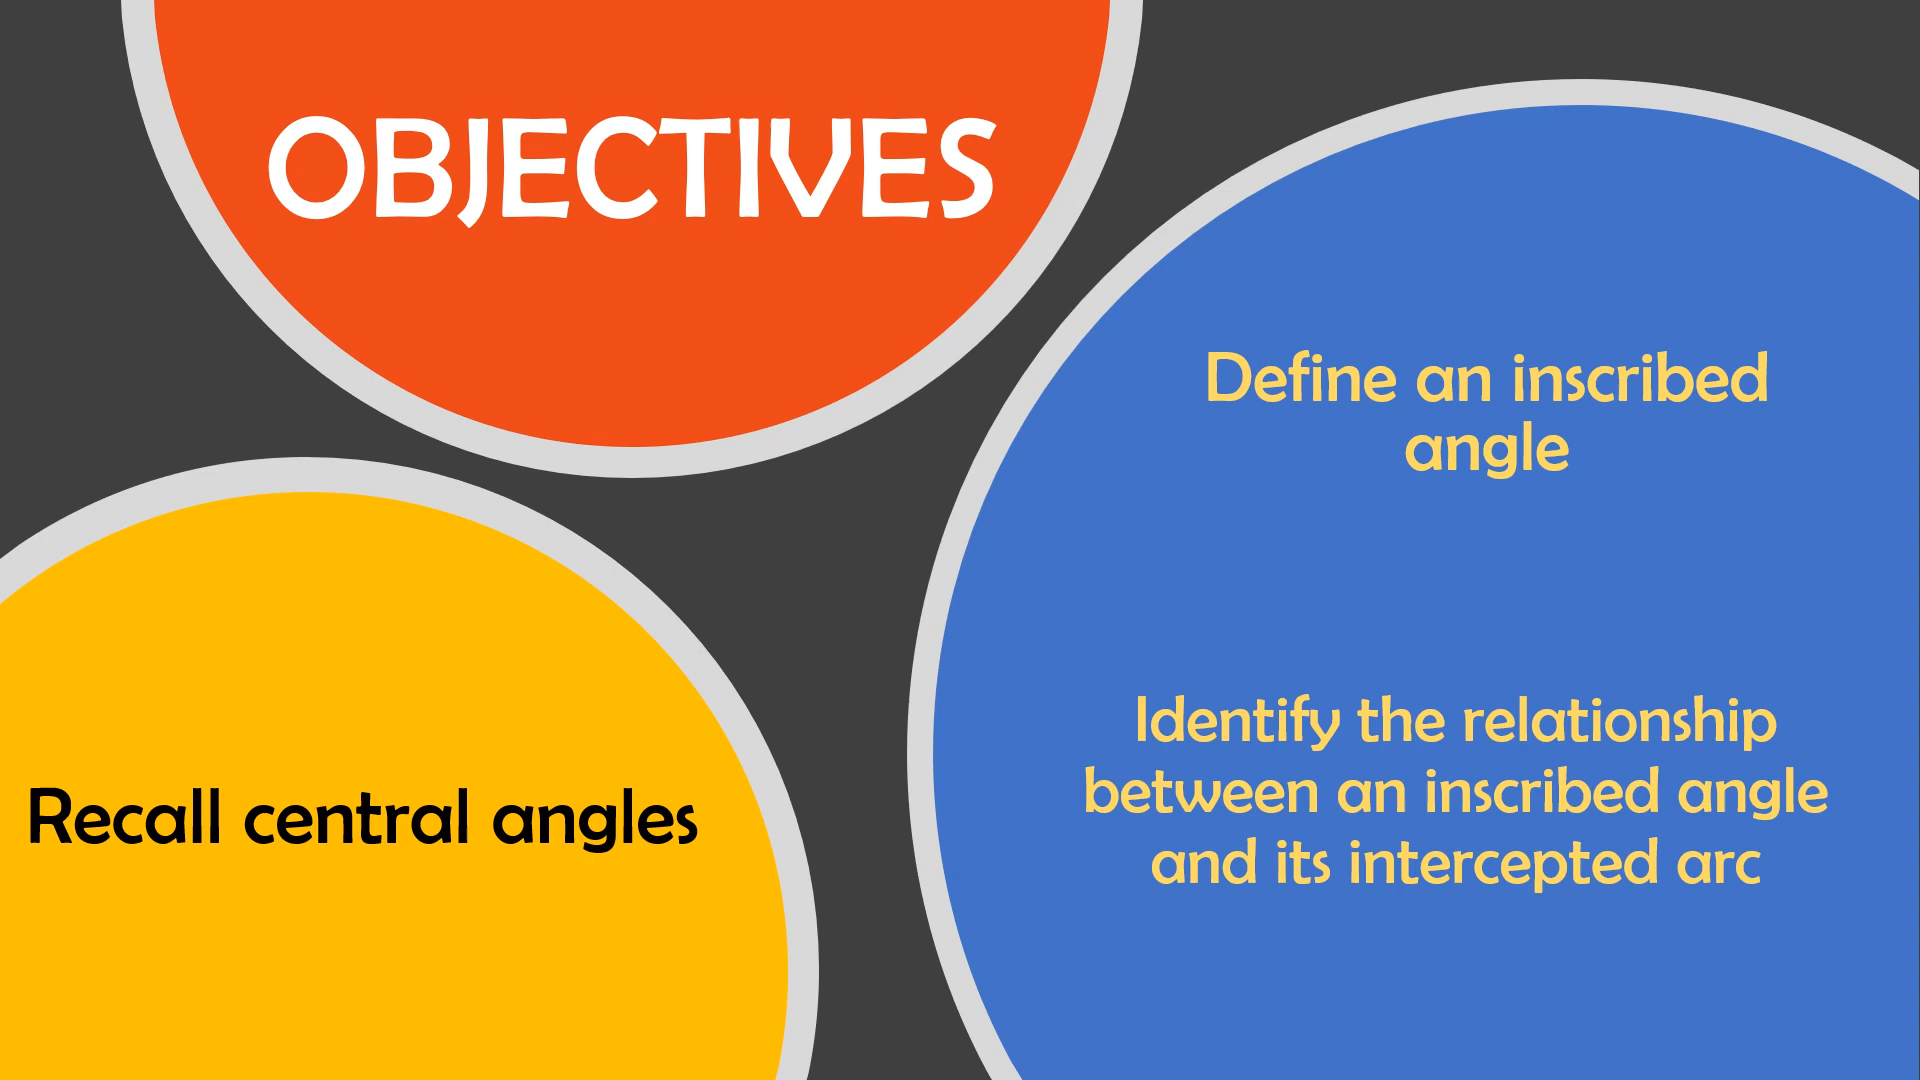 OBJECTIVES
Define an inscribed
angle
Recall central angles
Identify the relationship
between an inscribed angle
and its intercepted arc